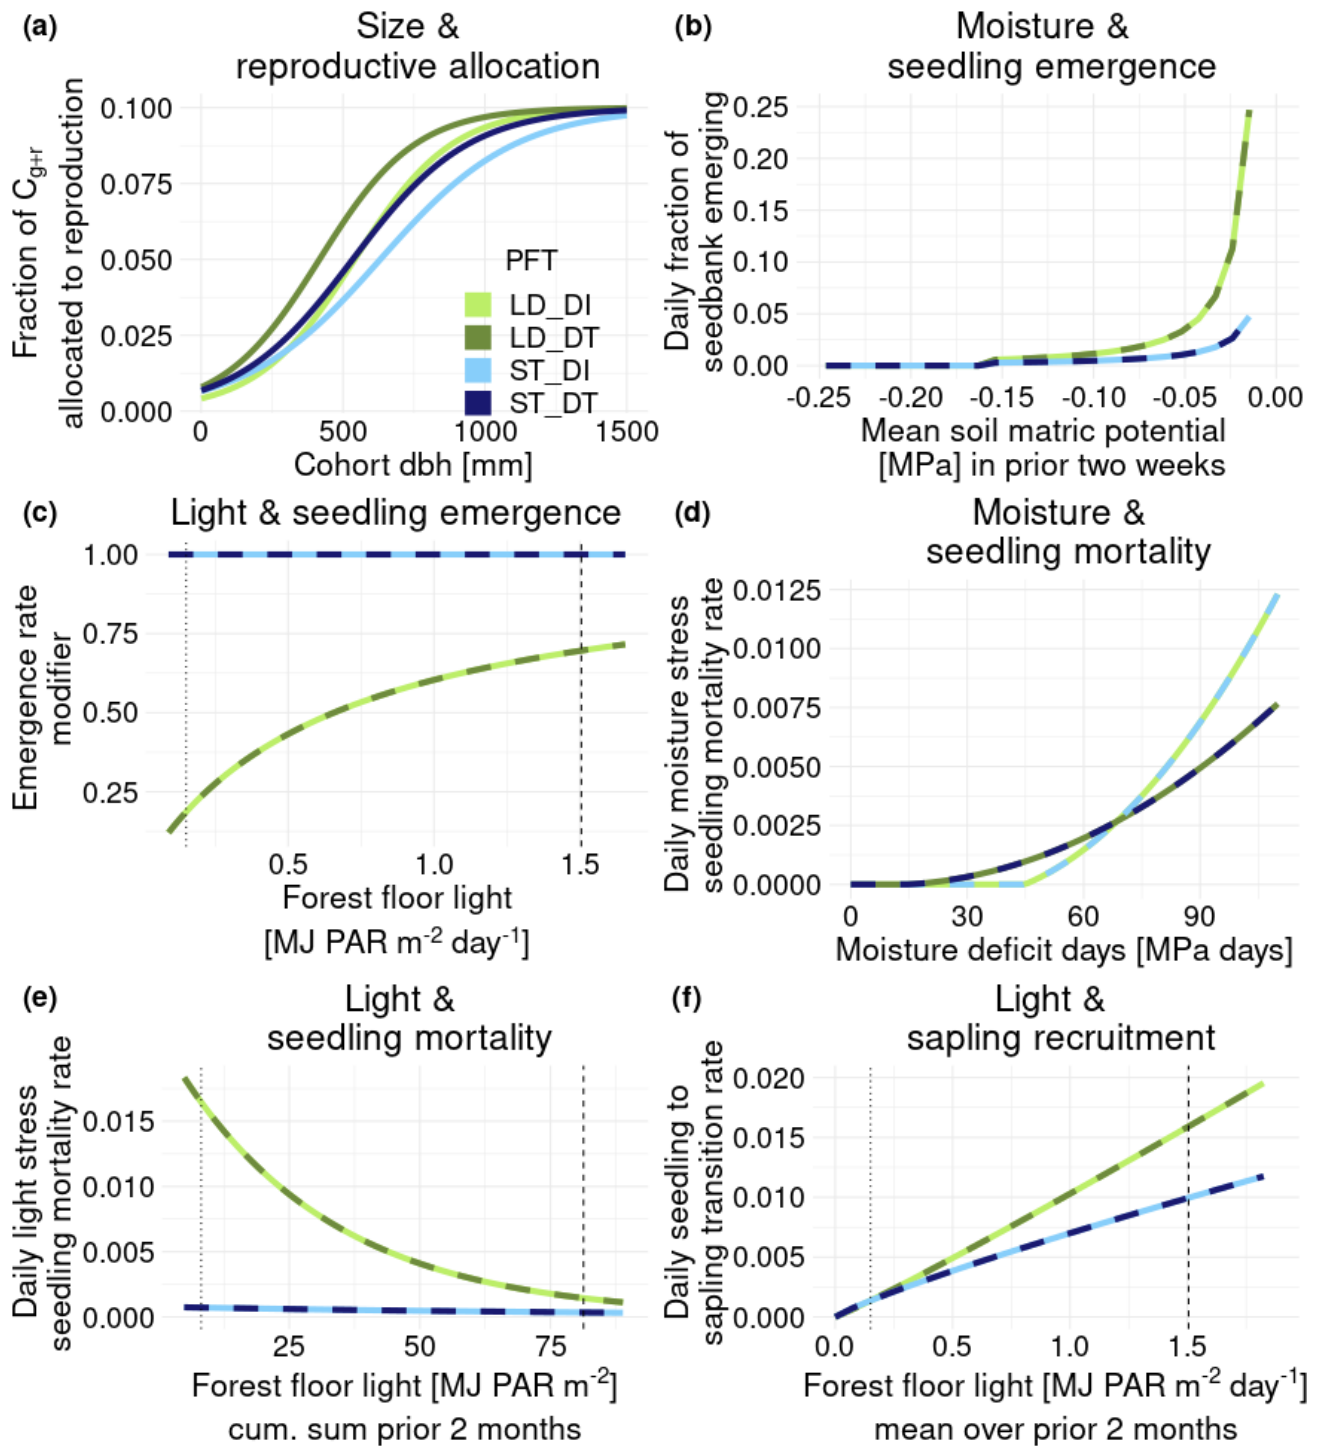 (a)
Size &
reproductive allocation
Fraction of C_g+r
allocated to reproduction
0.100
0.075
0.050
0.025
0.000
0
500
1000
1500
Cohort dbh [mm]
PFT
LD_DI
LD_DT
ST_DI
ST_DT
(b)
Moisture &
seedling emergence
Daily fraction of
seedbank emerging
0.25
0.20
0.15
0.10
0.05
0.00
-0.25
-0.20
-0.15
-0.10
-0.05
0.00
Mean soil matric potential
[MPa] in prior two weeks
(c)
Light & seedling emergence
Emergence rate
modifier
1.00
0.75
0.50
0.25
0.5
1.0
1.5
Forest floor light
[MJ PAR m⁻² day⁻¹]
(d)
Moisture &
seedling mortality
Daily moisture stress
seedling mortality rate
0.0125
0.0100
0.0075
0.0050
0.0025
0.0000
0
30
60
90
Moisture deficit days [MPa days]
(e)
Light &
seedling mortality
Daily light stress
seedling mortality rate
0.015
0.010
0.005
0.000
25
50
75
Forest floor light [MJ PAR m⁻²]
cum. sum prior 2 months
(f)
Light &
sapling recruitment
Daily seedling to
sapling transition rate
0.020
0.015
0.010
0.005
0.000
0.0
0.5
1.0
1.5
Forest floor light [MJ PAR m⁻² day⁻¹]
mean over prior 2 months